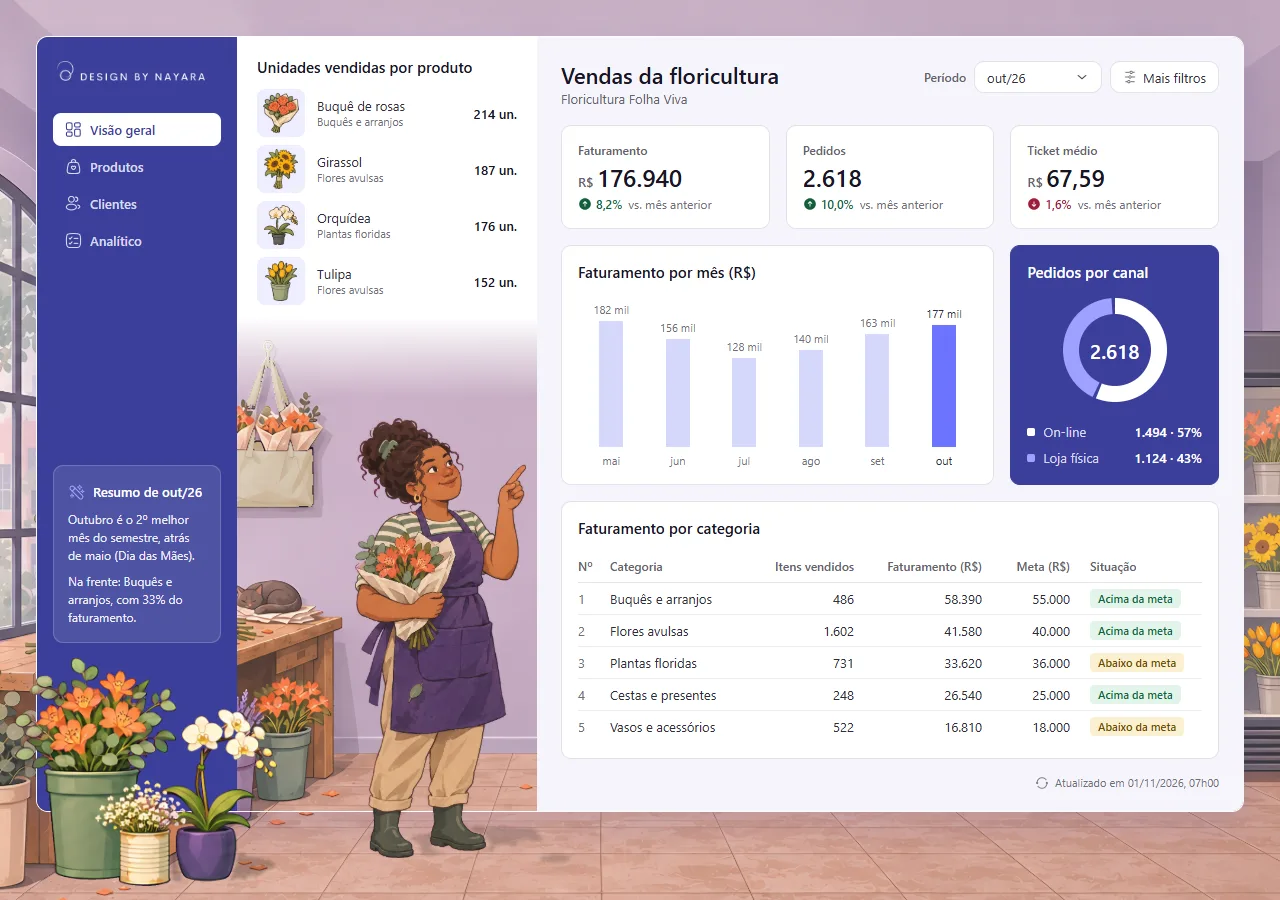 DESIGN BY NAYARA
Visão geral
Produtos
Clientes
Analítico
Resumo de out/26
Outubro é o 2º melhor
mês do semestre, atrás
de maio (Dia das Mães).
Na frente: Buquês e
arranjos, com 33% do
faturamento.
Unidades vendidas por produto
Buquê de rosas
Buquês e arranjos
214 un.
Girassol
Flores avulsas
187 un.
Orquídea
Plantas floridas
176 un.
Tulipa
Flores avulsas
152 un.
Vendas da floricultura
Floricultura Folha Viva
Período
out/26
Mais filtros
Faturamento
R$ 176.940
8,2% vs. mês anterior
Pedidos
2.618
10,0% vs. mês anterior
Ticket médio
R$ 67,59
1,6% vs. mês anterior
Faturamento por mês (R$)
182 mil
156 mil
128 mil
140 mil
163 mil
177 mil
mai
jun
jul
ago
set
out
Pedidos por canal
2.618
On-line 1.494 · 57%
Loja física 1.124 · 43%
Faturamento por categoria
Nº Categoria Itens vendidos Faturamento (R$) Meta (R$) Situação
1 Buquês e arranjos 486 58.390 55.000 Acima da meta
2 Flores avulsas 1.602 41.580 40.000 Acima da meta
3 Plantas floridas 731 33.620 36.000 Abaixo da meta
4 Cestas e presentes 248 26.540 25.000 Acima da meta
5 Vasos e acessórios 522 16.810 18.000 Abaixo da meta
Atualizado em 01/11/2026, 07h00